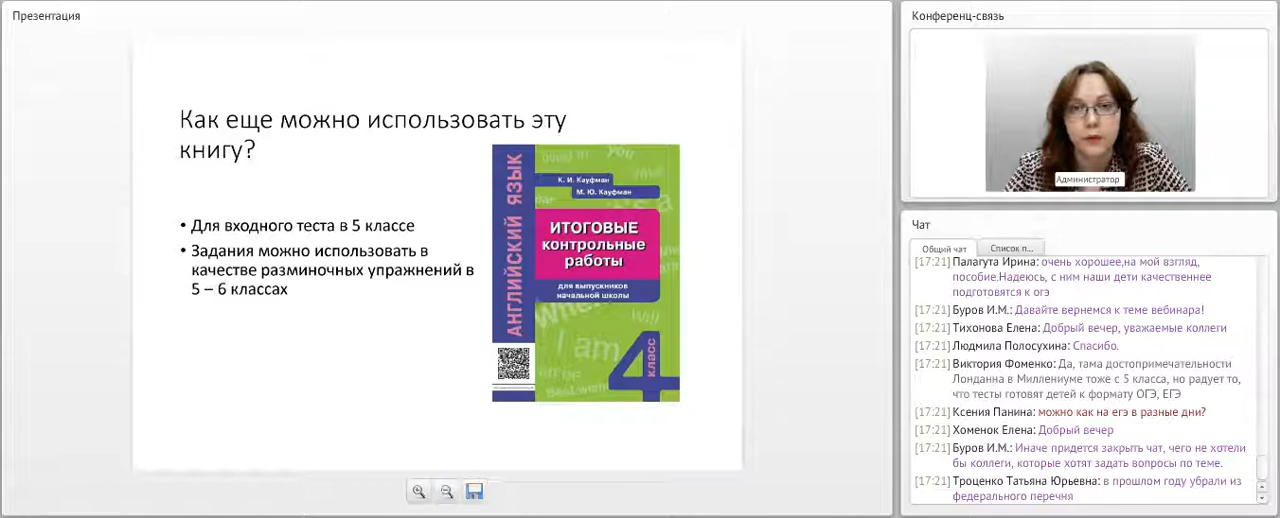 Презентация
Как еще можно использовать эту
книгу?
• Для входного теста в 5 классе
• Задания можно использовать в
качестве разминочных упражнений в
5 – 6 классах
АНГЛИЙСКИЙ ЯЗЫК
you
К. И. Кауфман
М. Ю. Кауфман
ИТОГОВЫЕ
контрольные
работы
для выпускников
начальной школы
Will
I am
4
класс
Конференц-связь
Администратор
Чат
Общий чат
Список п...
[17:21] Палагута Ирина: очень хорошее,на мой взгляд,
пособие.Надеюсь, с ним наши дети качественнее
подготовятся к огэ
[17:21] Буров И.М.: Давайте вернемся к теме вебинара!
[17:21] Тихонова Елена: Добрый вечер, уважаемые коллеги
[17:21] Людмила Полосухина: Спасибо.
[17:21] Виктория Фоменко: Да, тама достопримечательности
Лонданна в Миллениуме тоже с 5 класса, но радует то,
что тесты готовят детей к формату ОГЭ, ЕГЭ
[17:21] Ксения Панина: можно как на егэ в разные дни?
[17:21] Хоменок Елена: Добрый вечер
[17:21] Буров И.М.: Иначе придется закрыть чат, чего не хотели
бы коллеги, которые хотят задать вопросы по теме.
[17:21] Троценко Татьяна Юрьевна: в прошлом году убрали из
федерального перечня